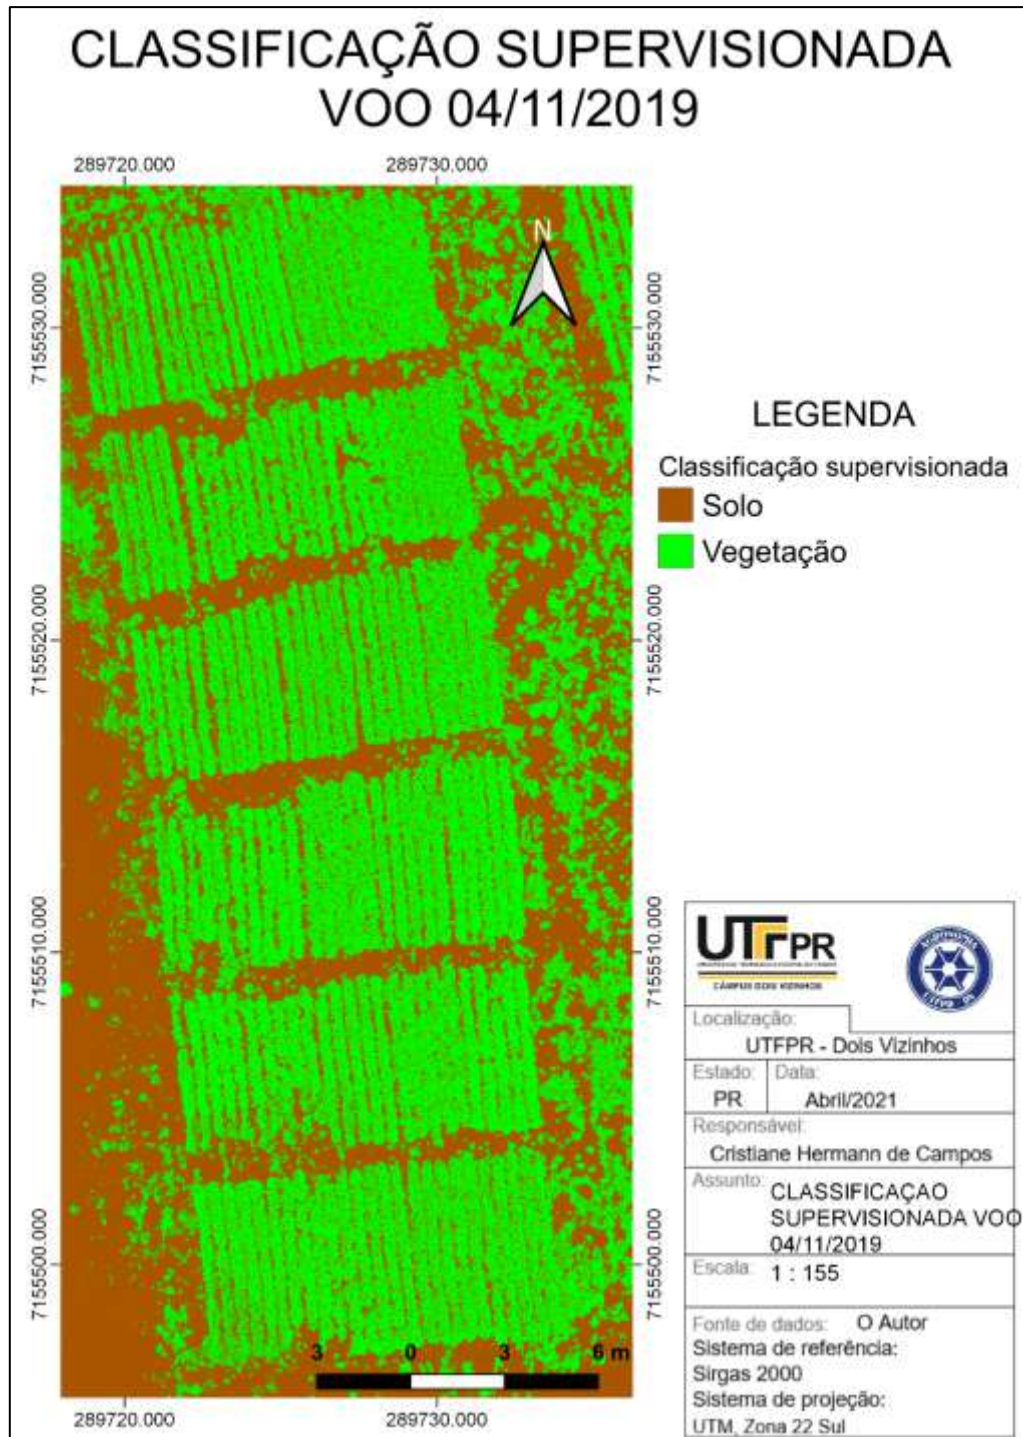 CLASSIFICAÇÃO SUPERVISIONADA
VOO 04/11/2019
289720.000
289730.000
7155530.000
7155530.000
N
LEGENDA
Classificação supervisionada
Solo
Vegetação
7155520.000
7155520.000
7155510.000
7155510.000
UTFPR
CÂMPUS DOIS VIZINHOS
Localização:
UTFPR - Dois Vizinhos
Estado:
PR
Data:
Abril/2021
Responsável:
Cristiane Hermann de Campos
Assunto:
CLASSIFICAÇAO
SUPERVISIONADA VOO
04/11/2019
7155500.000
7155500.000
Escala:
1 : 155
Fonte de dados: O Autor
Sistema de referência:
Sirgas 2000
Sistema de projeção:
UTM, Zona 22 Sul
3 0 3 6 m
289720.000
289730.000